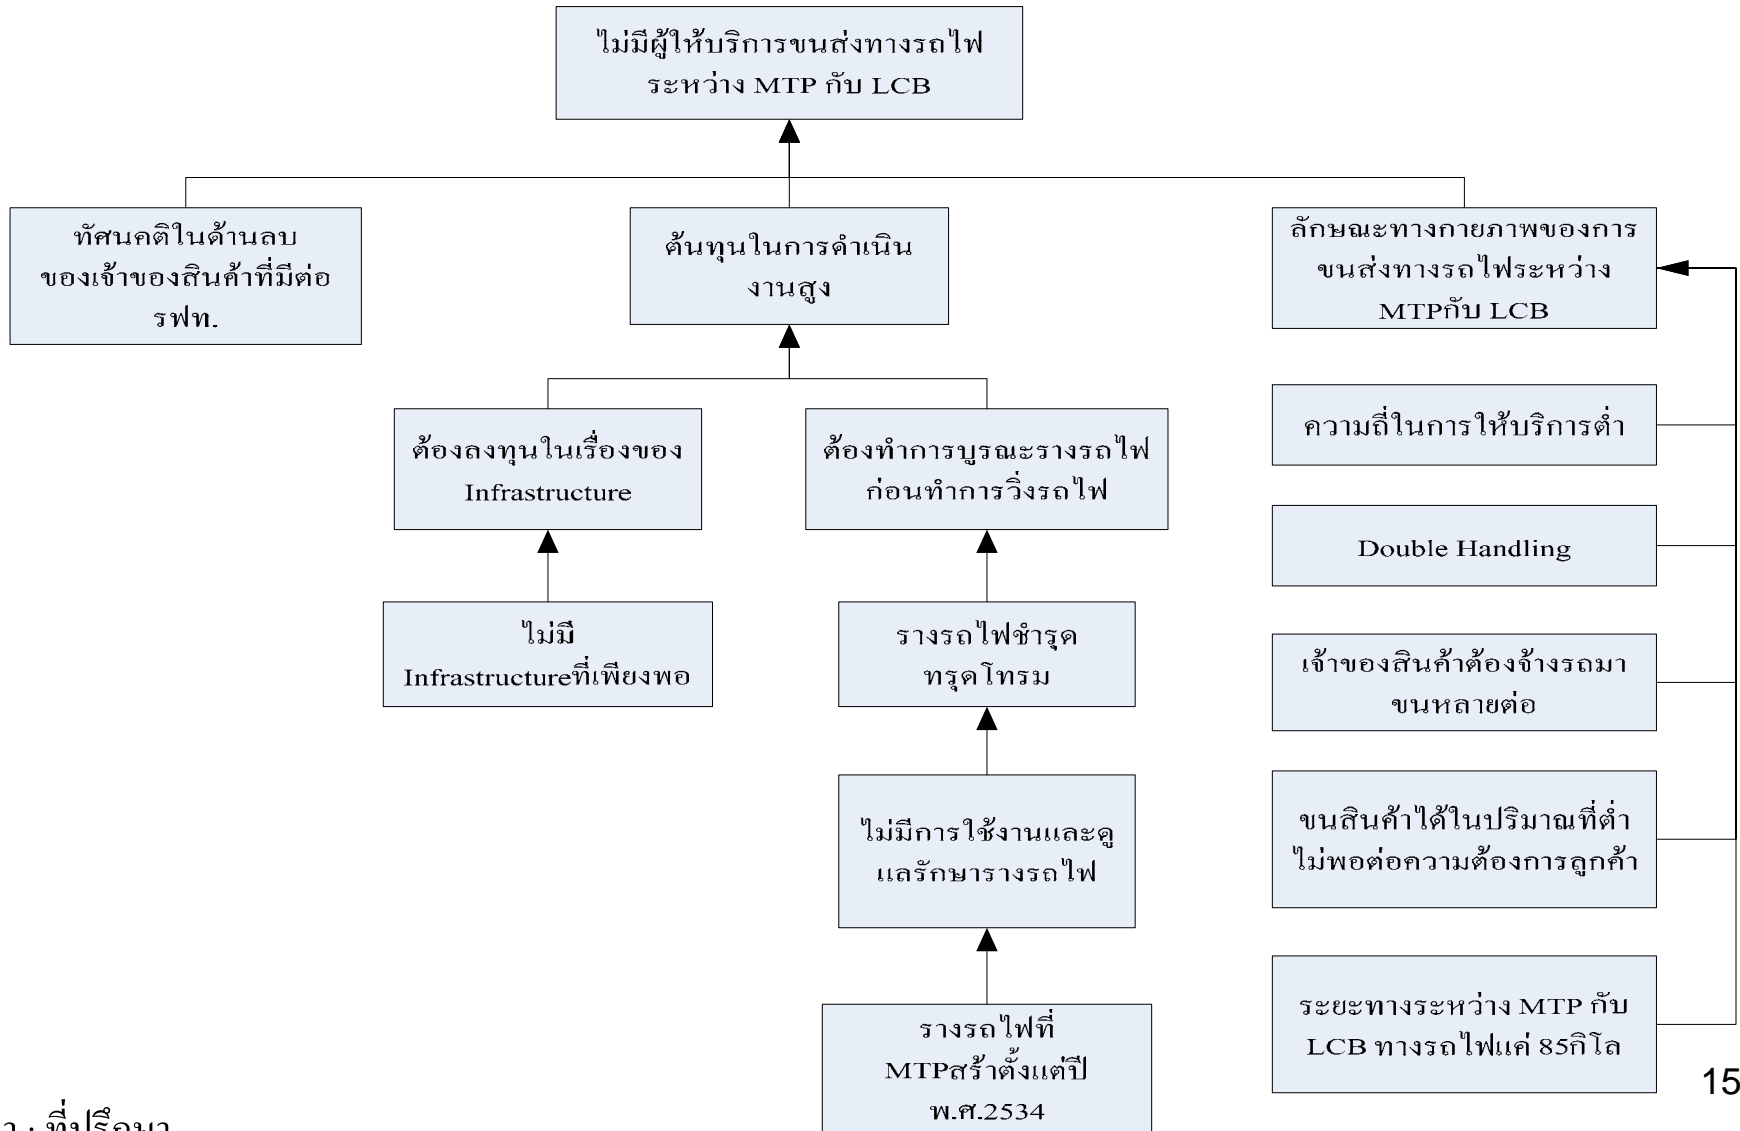 ไม่มีผู้ให้บริการขนส่งทางรถไฟ
ระหว่าง MTP กับ LCB
ทัศนคติในด้านลบ
ของเจ้าของสินค้าที่มีต่อ
รฟท.
ต้นทุนในการดำเนิน
งานสูง
ลักษณะทางกายภาพของการ
ขนส่งทางรถไฟระหว่าง
MTPกับ LCB
ต้องลงทุนในเรื่องของ
Infrastructure
ต้องทำการบูรณะรางรถไฟ
ก่อนทำการวิ่งรถไฟ
ความถี่ในการให้บริการต่ำ
Double Handling
ไม่มี
Infrastructureที่เพียงพอ
รางรถไฟชำรุด
ทรุดโทรม
เจ้าของสินค้าต้องจ้างรถมา
ขนหลายต่อ
ไม่มีการใช้งานและดู
แลรักษารางรถไฟ
ขนสินค้าได้ในปริมาณที่ต่ำ
ไม่พอต่อความต้องการลูกค้า
รางรถไฟที่
MTPสร้าตั้งแต่ปี
พ.ศ.2534
ระยะทางระหว่าง MTP กับ
LCB ทางรถไฟแค่ 85กิโล
15
: ที่ปรึกษา